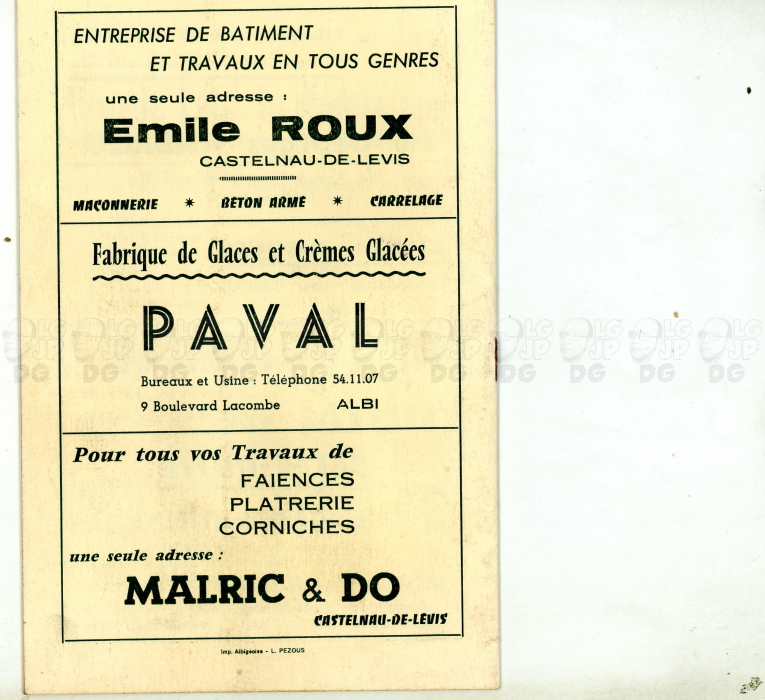 ENTREPRISE DE BATIMENT
ET TRAVAUX EN TOUS GENRES
une seule adresse :
Emile ROUX
CASTELNAU-DE-LEVIS
MAÇONNERIE * BÉTON ARMÉ * CARRELAGE
Fabrique de Glaces et Crèmes Glacées
PAVAL
Bureaux et Usine : Téléphone 54.11.07
9 Boulevard Lacombe ALBI
Pour tous vos Travaux de
FAIENCES
PLATRERIE
CORNICHES
une seule adresse :
MALRIC & DO
CASTELNAU-DE-LÉVIS
Imp. Albigeoise - L. PEZOUS